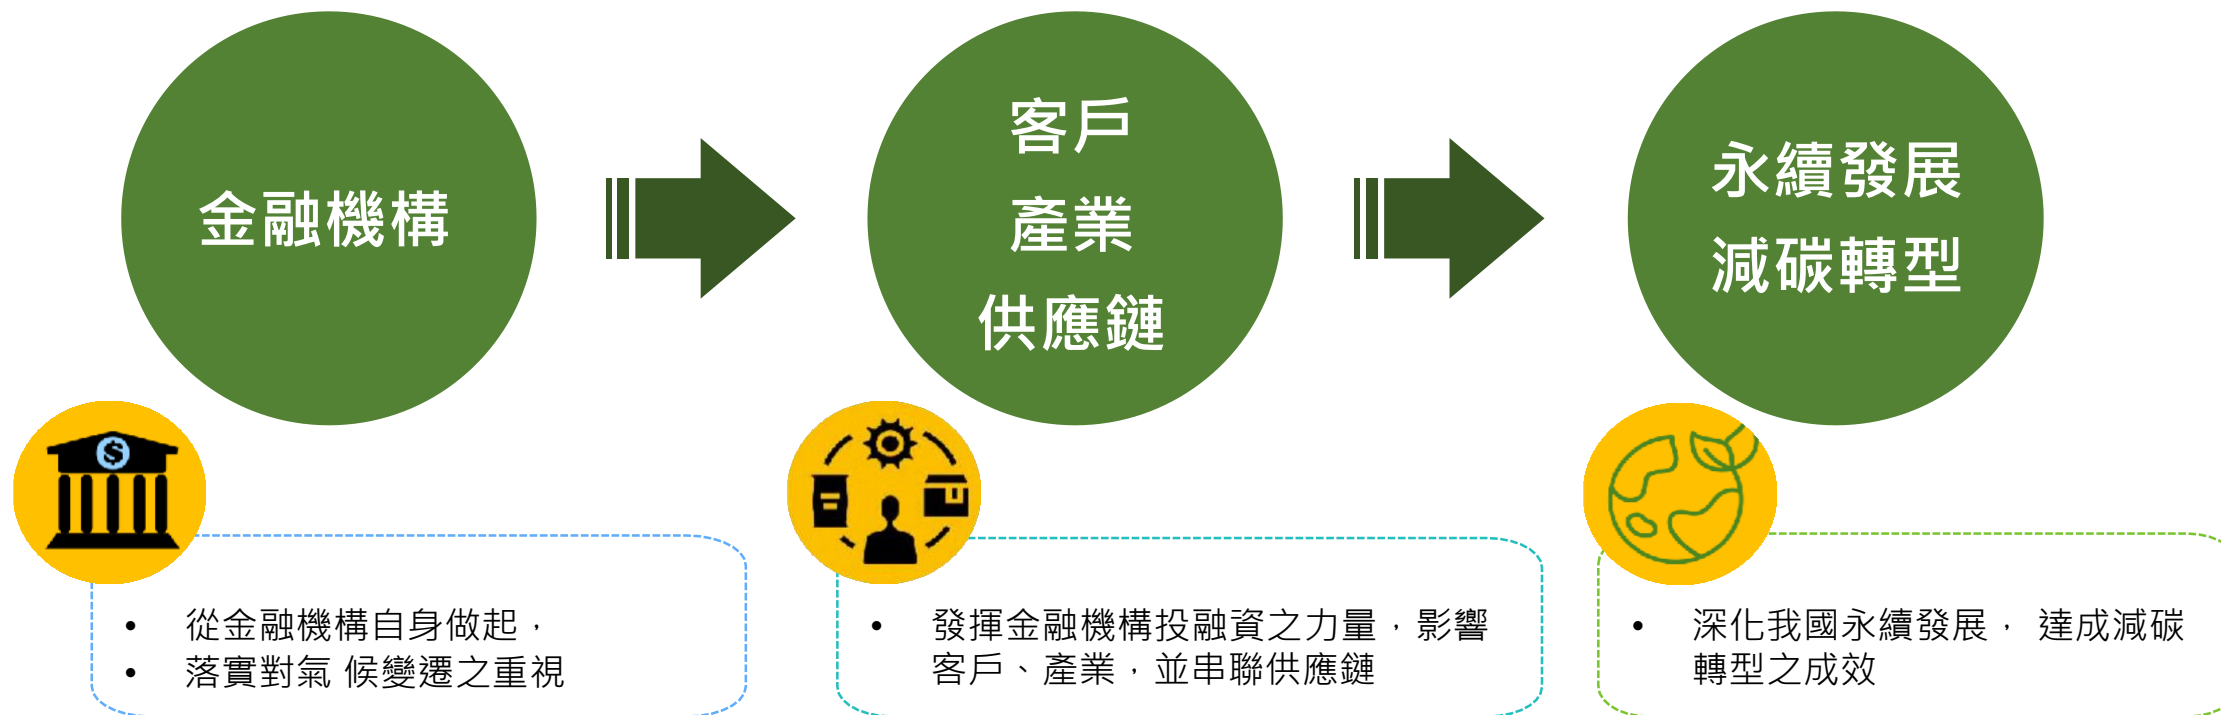 金融機構
客戶
產業
供應鏈
永續發展
減碳轉型
$
• 從金融機構自身做起，
• 落實對氣 候變遷之重視
• 發揮金融機構投融資之力量，影響
客戶、產業，並串聯供應鏈
• 深化我國永續發展， 達成減碳
轉型之成效